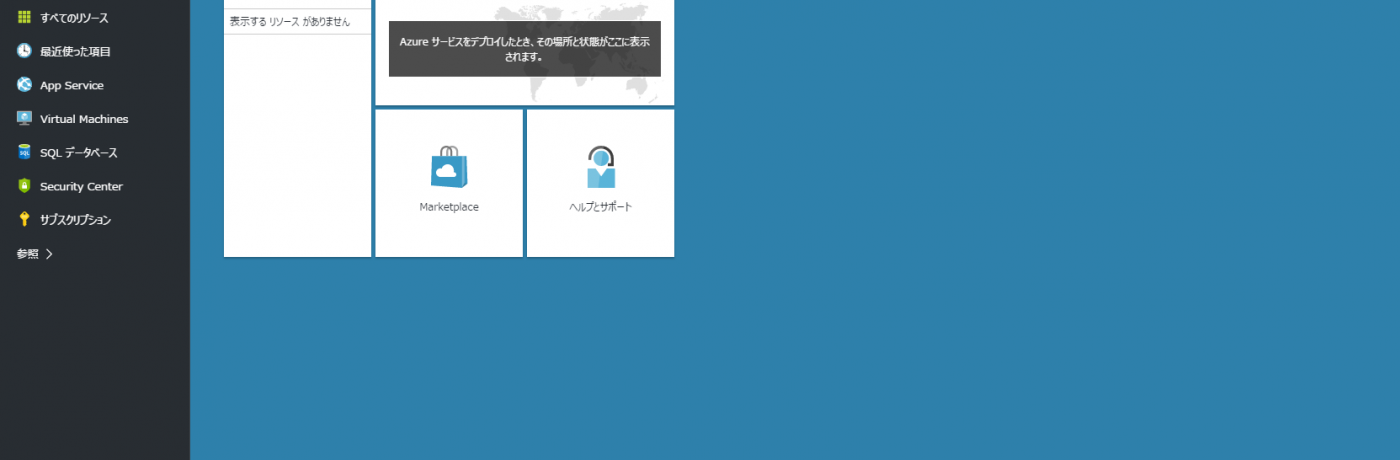 すべてのリソース
最近使った項目
App Service
Virtual Machines
SQL データベース
Security Center
サブスクリプション
参照 >
表示する リソース がありません
Azure サービスをデプロイしたとき、その場所と状態がここに表示
されます。
Marketplace
ヘルプとサポート
SQL